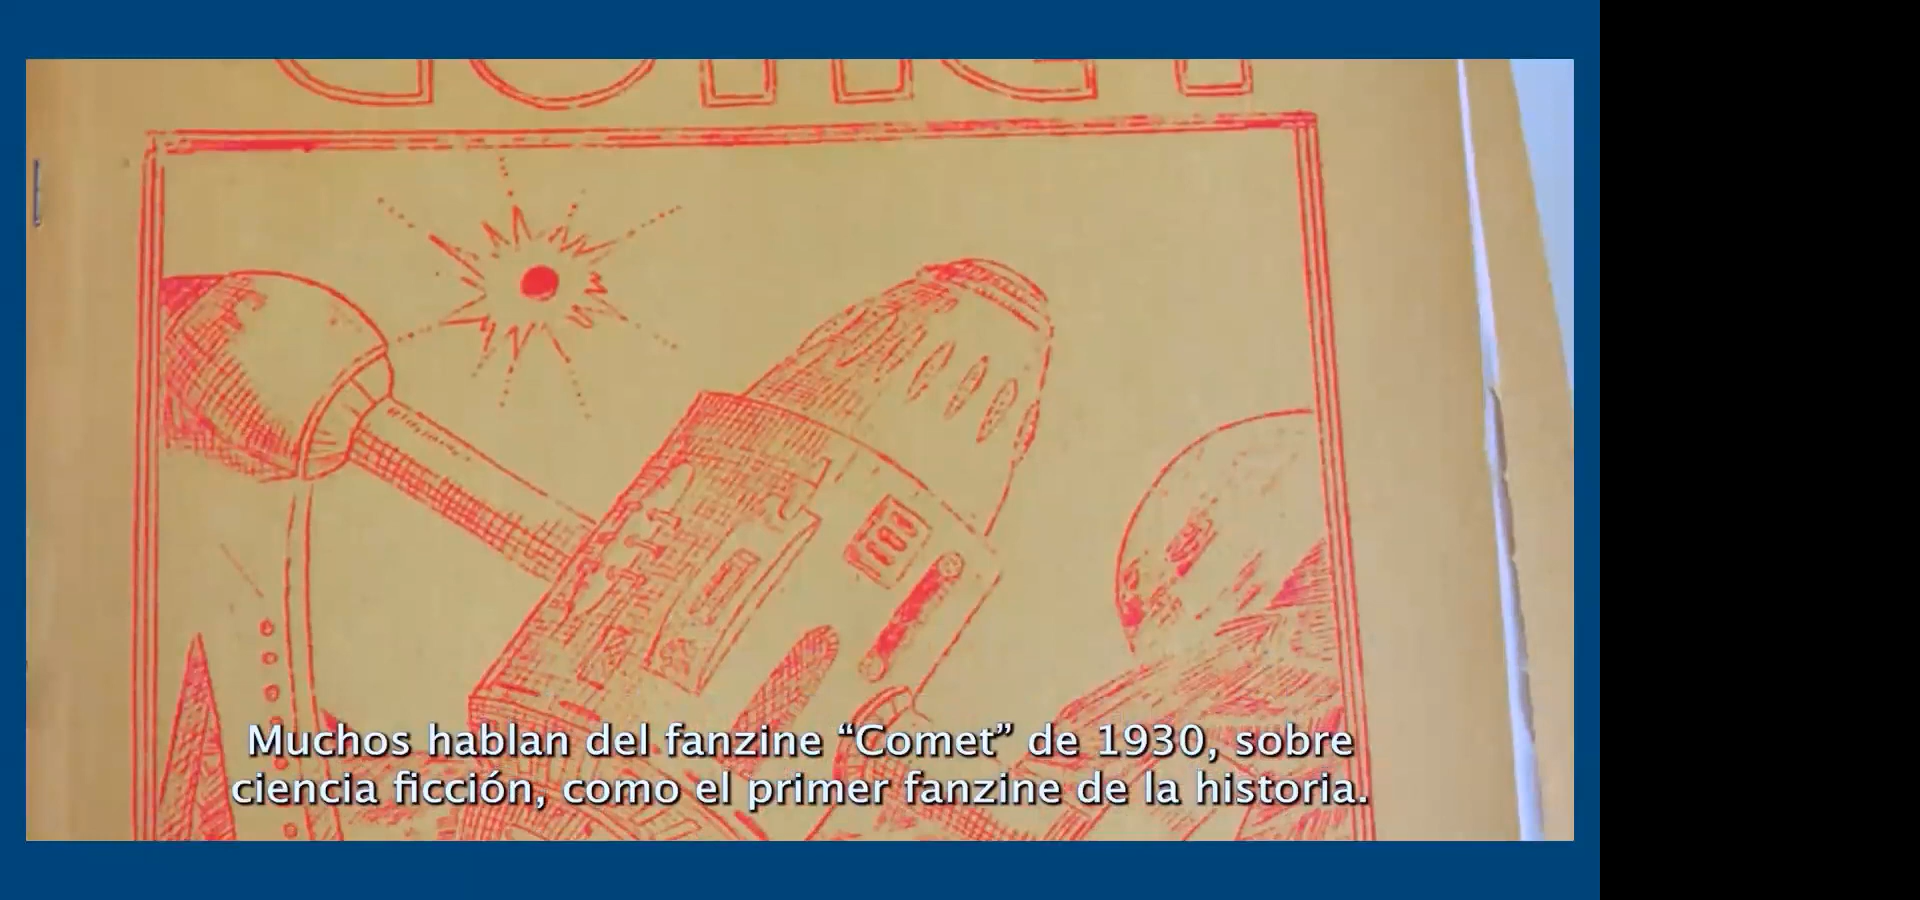 Muchos hablan del fanzine “Comet” de 1930, sobre
ciencia ficción, como el primer fanzine de la historia.